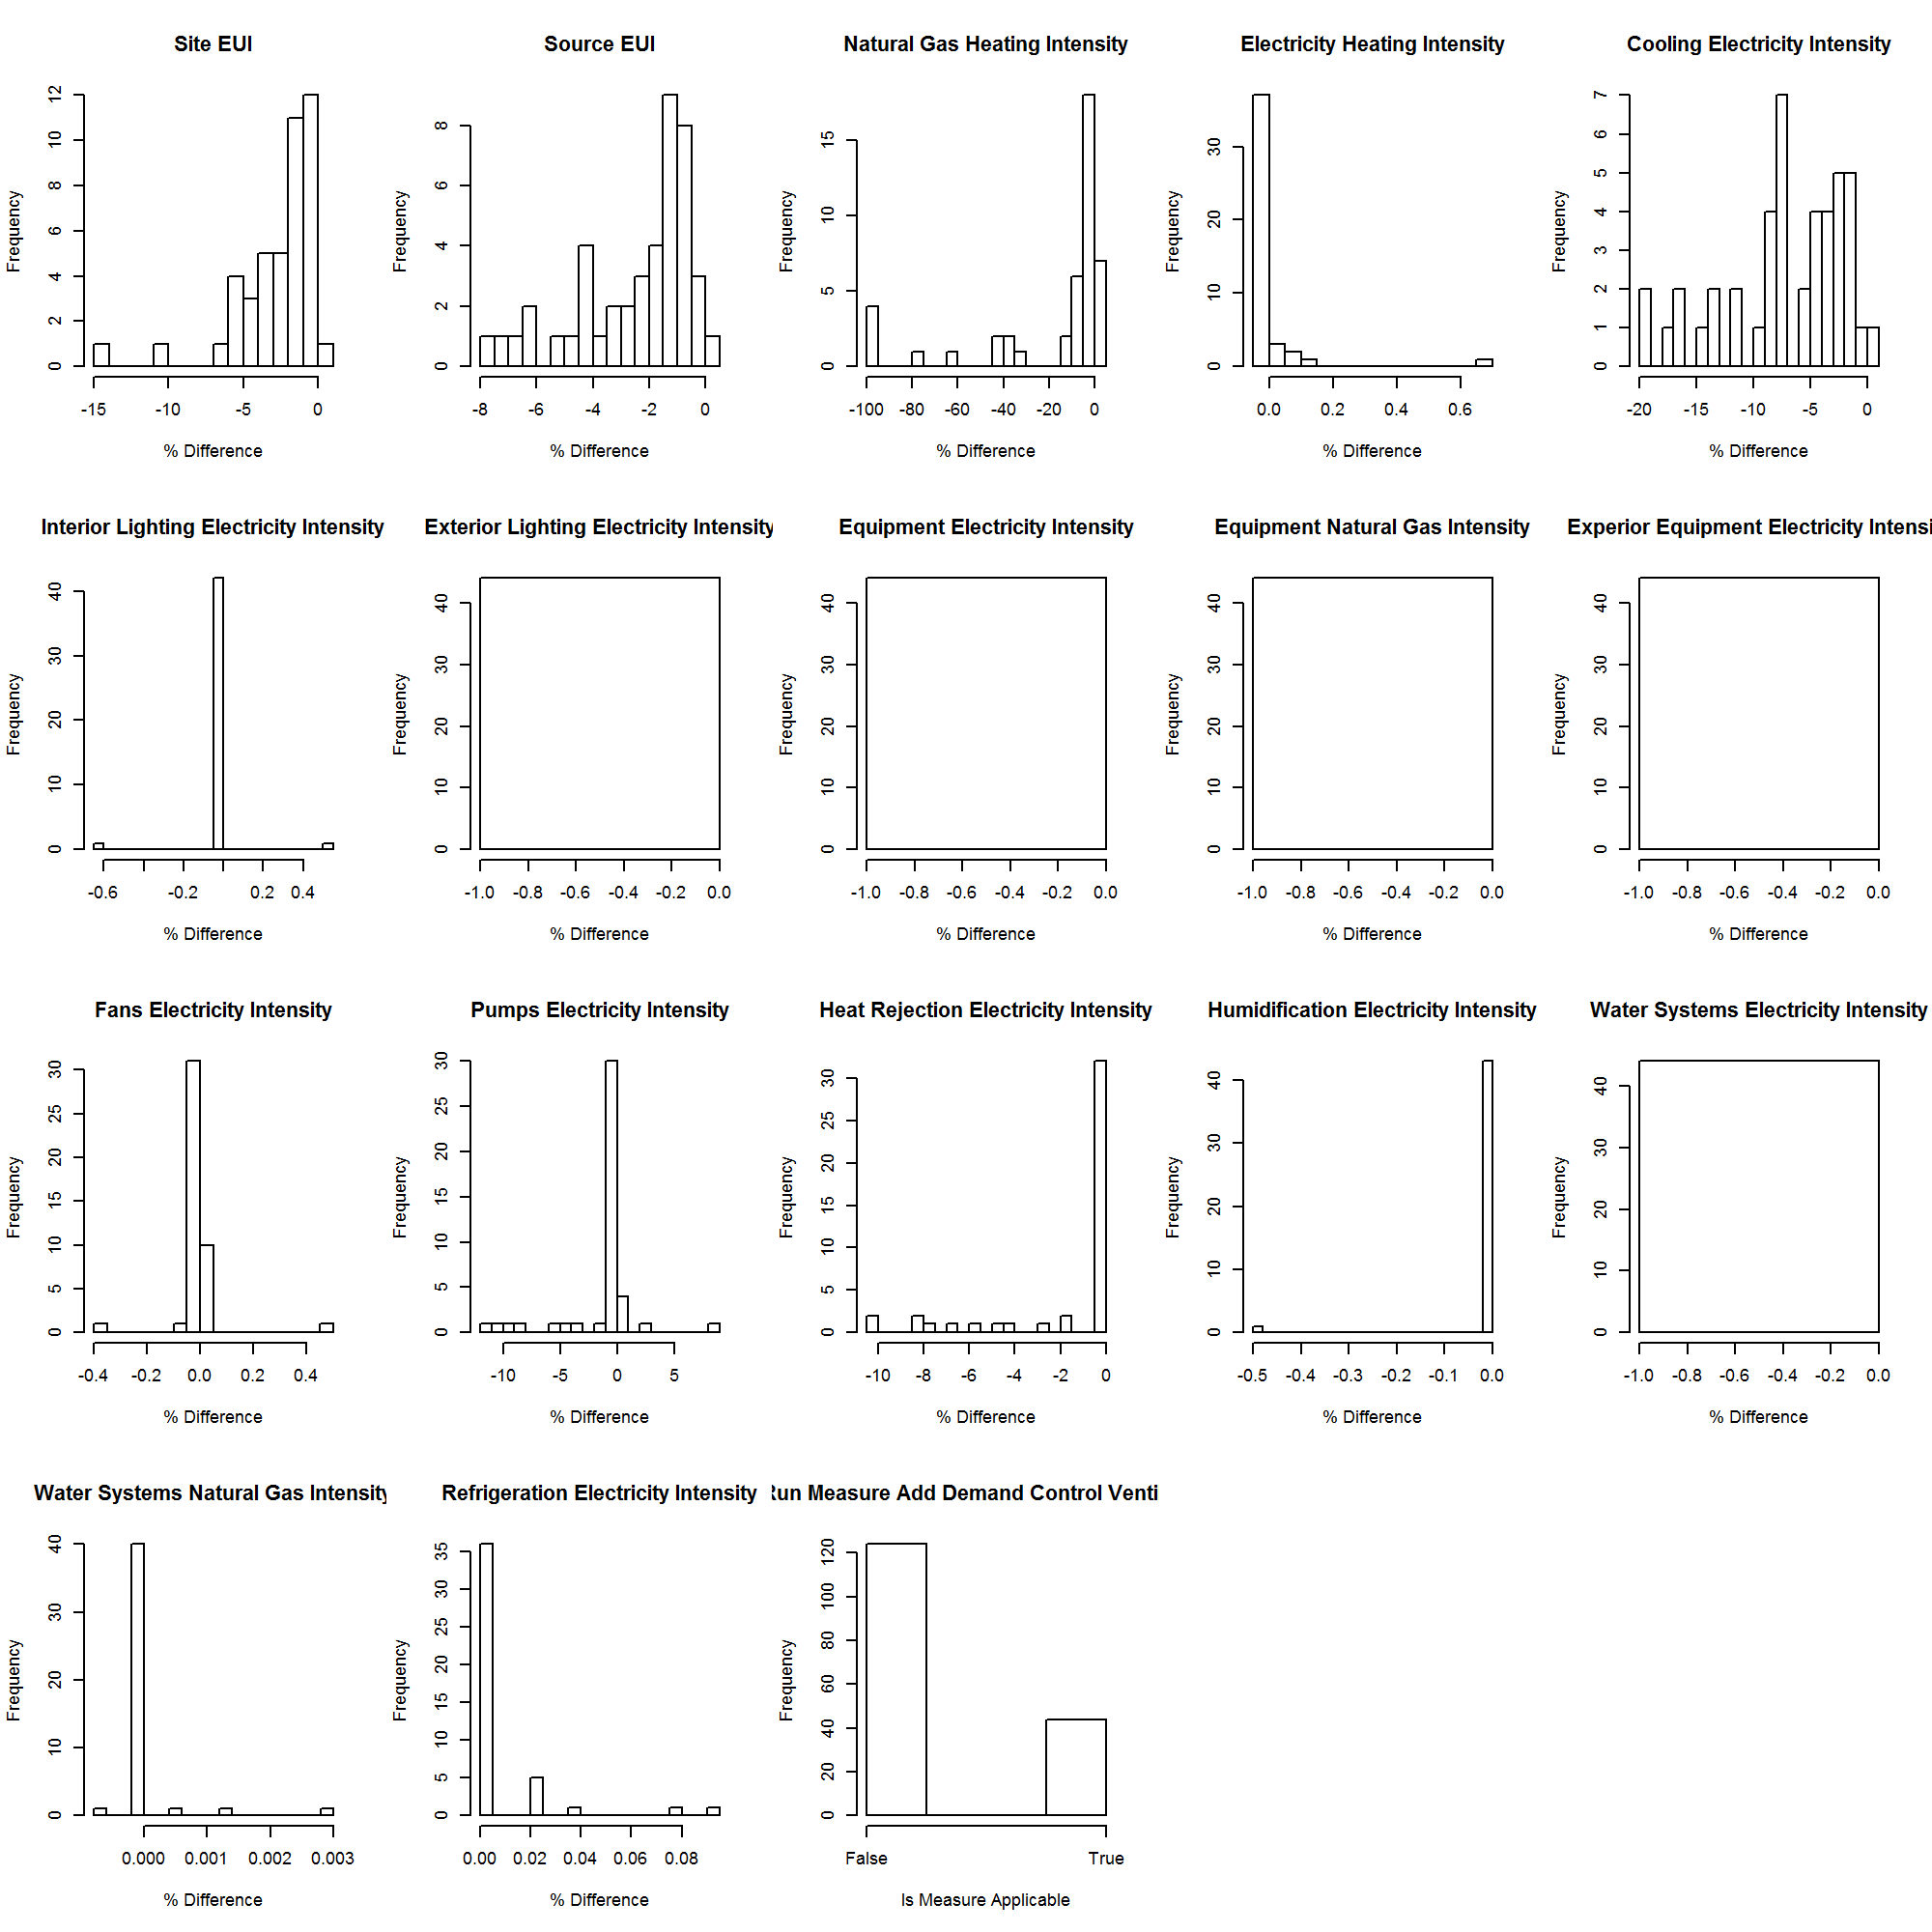 Site EUI
Frequency
0 2 4 6 8 10 12
-15 -10 -5 0
% Difference
Source EUI
Frequency
0 2 4 6 8
-8 -6 -4 -2 0
% Difference
Natural Gas Heating Intensity
Frequency
0 5 10 15
-100 -80 -60 -40 -20 0
% Difference
Electricity Heating Intensity
Frequency
0 10 20 30
0.0 0.2 0.4 0.6
% Difference
Cooling Electricity Intensity
Frequency
0 1 2 3 4 5 6 7
-20 -15 -10 -5 0
% Difference
Interior Lighting Electricity Intensity
Frequency
0 10 20 30 40
-0.6 -0.2 0.2 0.4
% Difference
Exterior Lighting Electricity Intensity
Frequency
0 10 20 30 40
-1.0 -0.8 -0.6 -0.4 -0.2 0.0
% Difference
Equipment Electricity Intensity
Frequency
0 10 20 30 40
-1.0 -0.8 -0.6 -0.4 -0.2 0.0
% Difference
Equipment Natural Gas Intensity
Frequency
0 10 20 30 40
-1.0 -0.8 -0.6 -0.4 -0.2 0.0
% Difference
Experior Equipment Electricity Intensi
Frequency
0 10 20 30 40
-1.0 -0.8 -0.6 -0.4 -0.2 0.0
% Difference
Fans Electricity Intensity
Frequency
0 5 10 15 20 25 30
-0.4 -0.2 0.0 0.2 0.4
% Difference
Pumps Electricity Intensity
Frequency
0 5 10 15 20 25 30
-10 -5 0 5
% Difference
Heat Rejection Electricity Intensity
Frequency
0 5 10 15 20 25 30
-10 -8 -6 -4 -2 0
% Difference
Humidification Electricity Intensity
Frequency
0 10 20 30 40
-0.5 -0.4 -0.3 -0.2 -0.1 0.0
% Difference
Water Systems Electricity Intensity
Frequency
0 10 20 30 40
-1.0 -0.8 -0.6 -0.4 -0.2 0.0
% Difference
Water Systems Natural Gas Intensity
Frequency
0 10 20 30 40
0.000 0.001 0.002 0.003
% Difference
Refrigeration Electricity Intensity
Frequency
0 5 10 15 20 25 30 35
0.00 0.02 0.04 0.06 0.08
% Difference
Run Measure Add Demand Control Venti
Frequency
0 20 40 60 80 100 120
False True
Is Measure Applicable